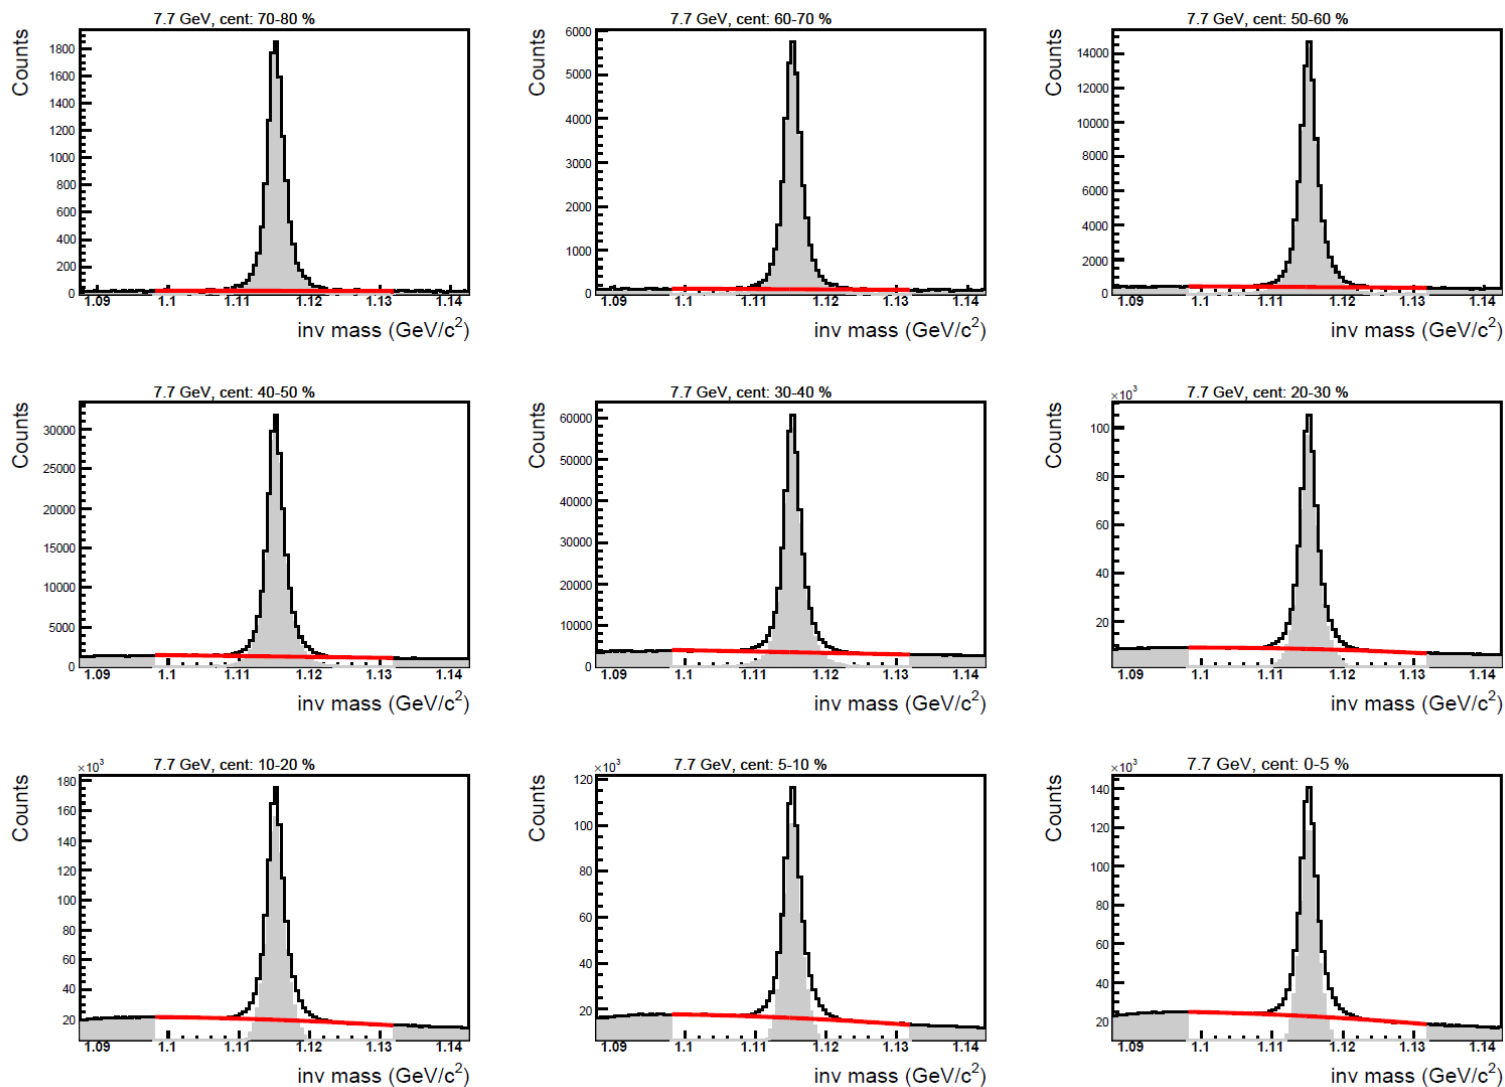 7.7 GeV, cent: 70-80 %
Counts
1800
1600
1400
1200
1000
800
600
400
200
0
1.09 1.1 1.11 1.12 1.13 1.14
inv mass (GeV/c²)
7.7 GeV, cent: 60-70 %
Counts
6000
5000
4000
3000
2000
1000
0
1.09 1.1 1.11 1.12 1.13 1.14
inv mass (GeV/c²)
7.7 GeV, cent: 50-60 %
Counts
14000
12000
10000
8000
6000
4000
2000
0
1.09 1.1 1.11 1.12 1.13 1.14
inv mass (GeV/c²)
7.7 GeV, cent: 40-50 %
Counts
30000
25000
20000
15000
10000
5000
0
1.09 1.1 1.11 1.12 1.13 1.14
inv mass (GeV/c²)
7.7 GeV, cent: 30-40 %
Counts
60000
50000
40000
30000
20000
10000
0
1.09 1.1 1.11 1.12 1.13 1.14
inv mass (GeV/c²)
7.7 GeV, cent: 20-30 %
×10³
Counts
100
80
60
40
20
1.09 1.1 1.11 1.12 1.13 1.14
inv mass (GeV/c²)
7.7 GeV, cent: 10-20 %
×10³
Counts
180
160
140
120
100
80
60
40
20
1.09 1.1 1.11 1.12 1.13 1.14
inv mass (GeV/c²)
7.7 GeV, cent: 5-10 %
×10³
Counts
120
100
80
60
40
20
1.09 1.1 1.11 1.12 1.13 1.14
inv mass (GeV/c²)
7.7 GeV, cent: 0-5 %
×10³
Counts
140
120
100
80
60
40
20
1.09 1.1 1.11 1.12 1.13 1.14
inv mass (GeV/c²)